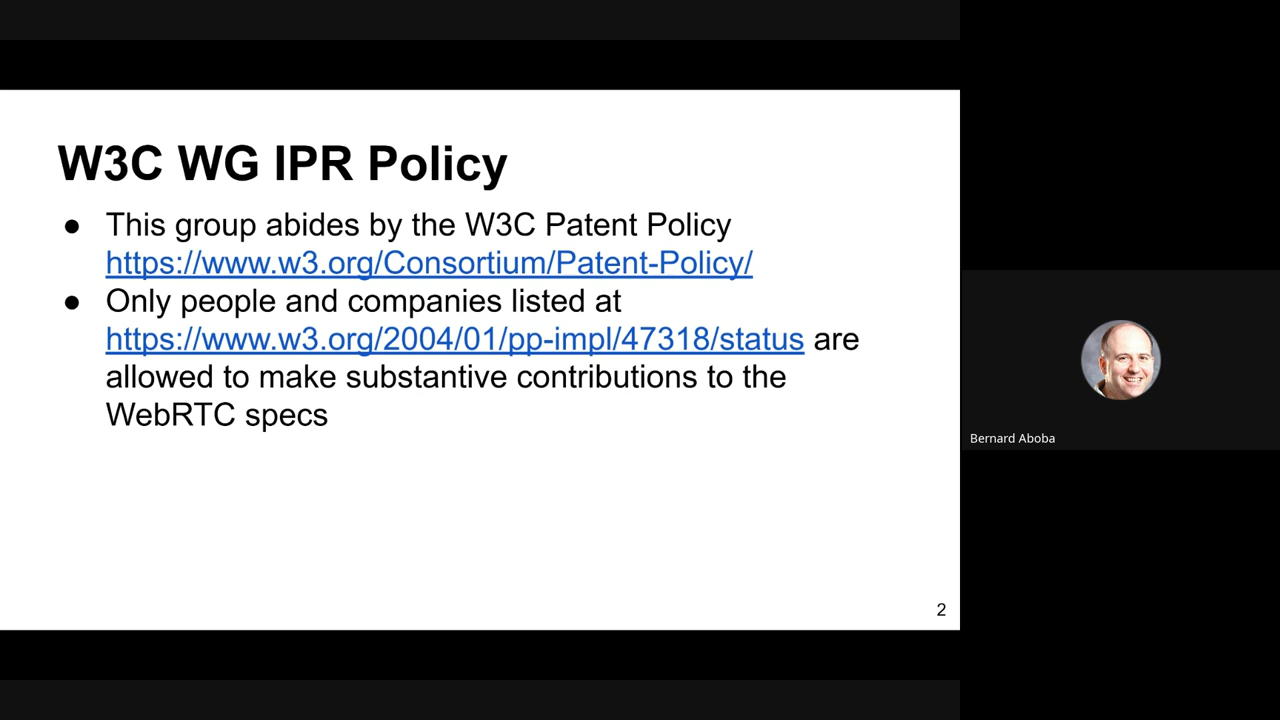 W3C WG IPR Policy
● This group abides by the W3C Patent Policy
https://www.w3.org/Consortium/Patent-Policy/
● Only people and companies listed at
https://www.w3.org/2004/01/pp-impl/47318/status are
allowed to make substantive contributions to the
WebRTC specs
2
Bernard Aboba